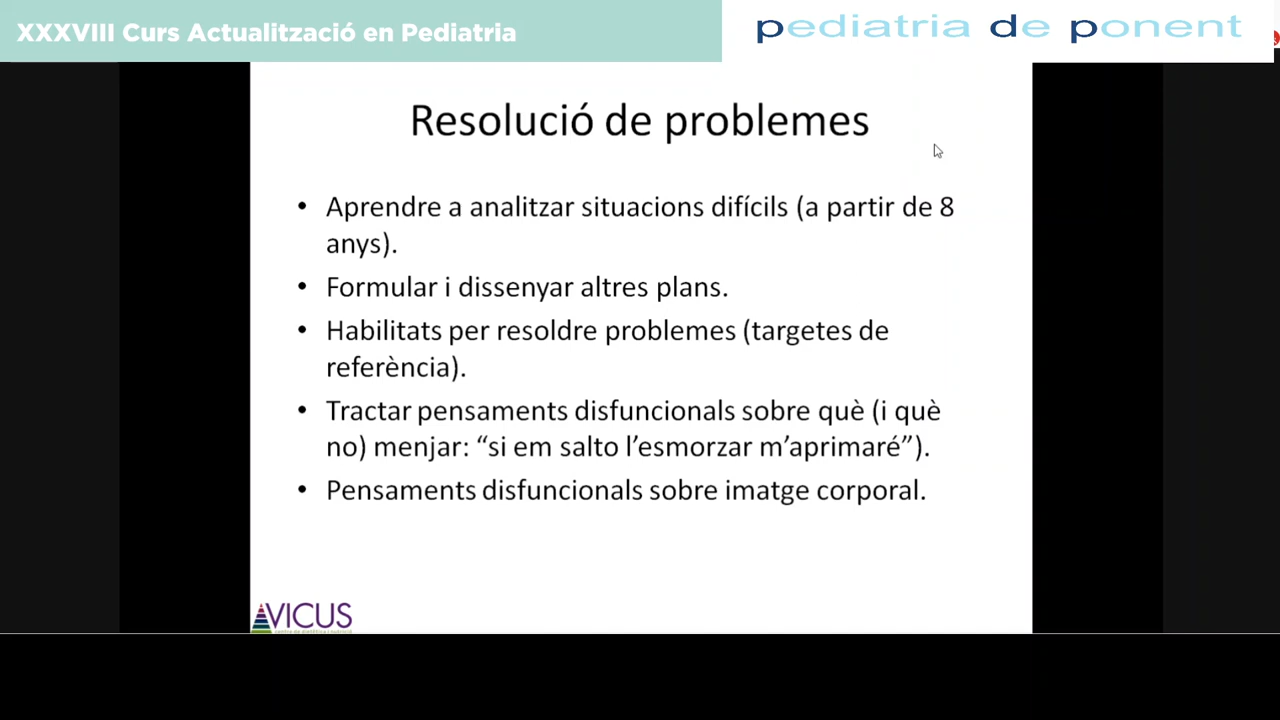 XXXVIII Curs Actualització en Pediatria
pediatria de ponent
Resolució de problemes
• Aprendre a analitzar situacions difícils (a partir de 8
anys).
• Formular i dissenyar altres plans.
• Habilitats per resoldre problemes (targetes de
referència).
• Tractar pensaments disfuncionals sobre què (i què
no) menjar: “si em salto l’esmorzar m’aprimaré”).
• Pensaments disfuncionals sobre imatge corporal.
VICUS